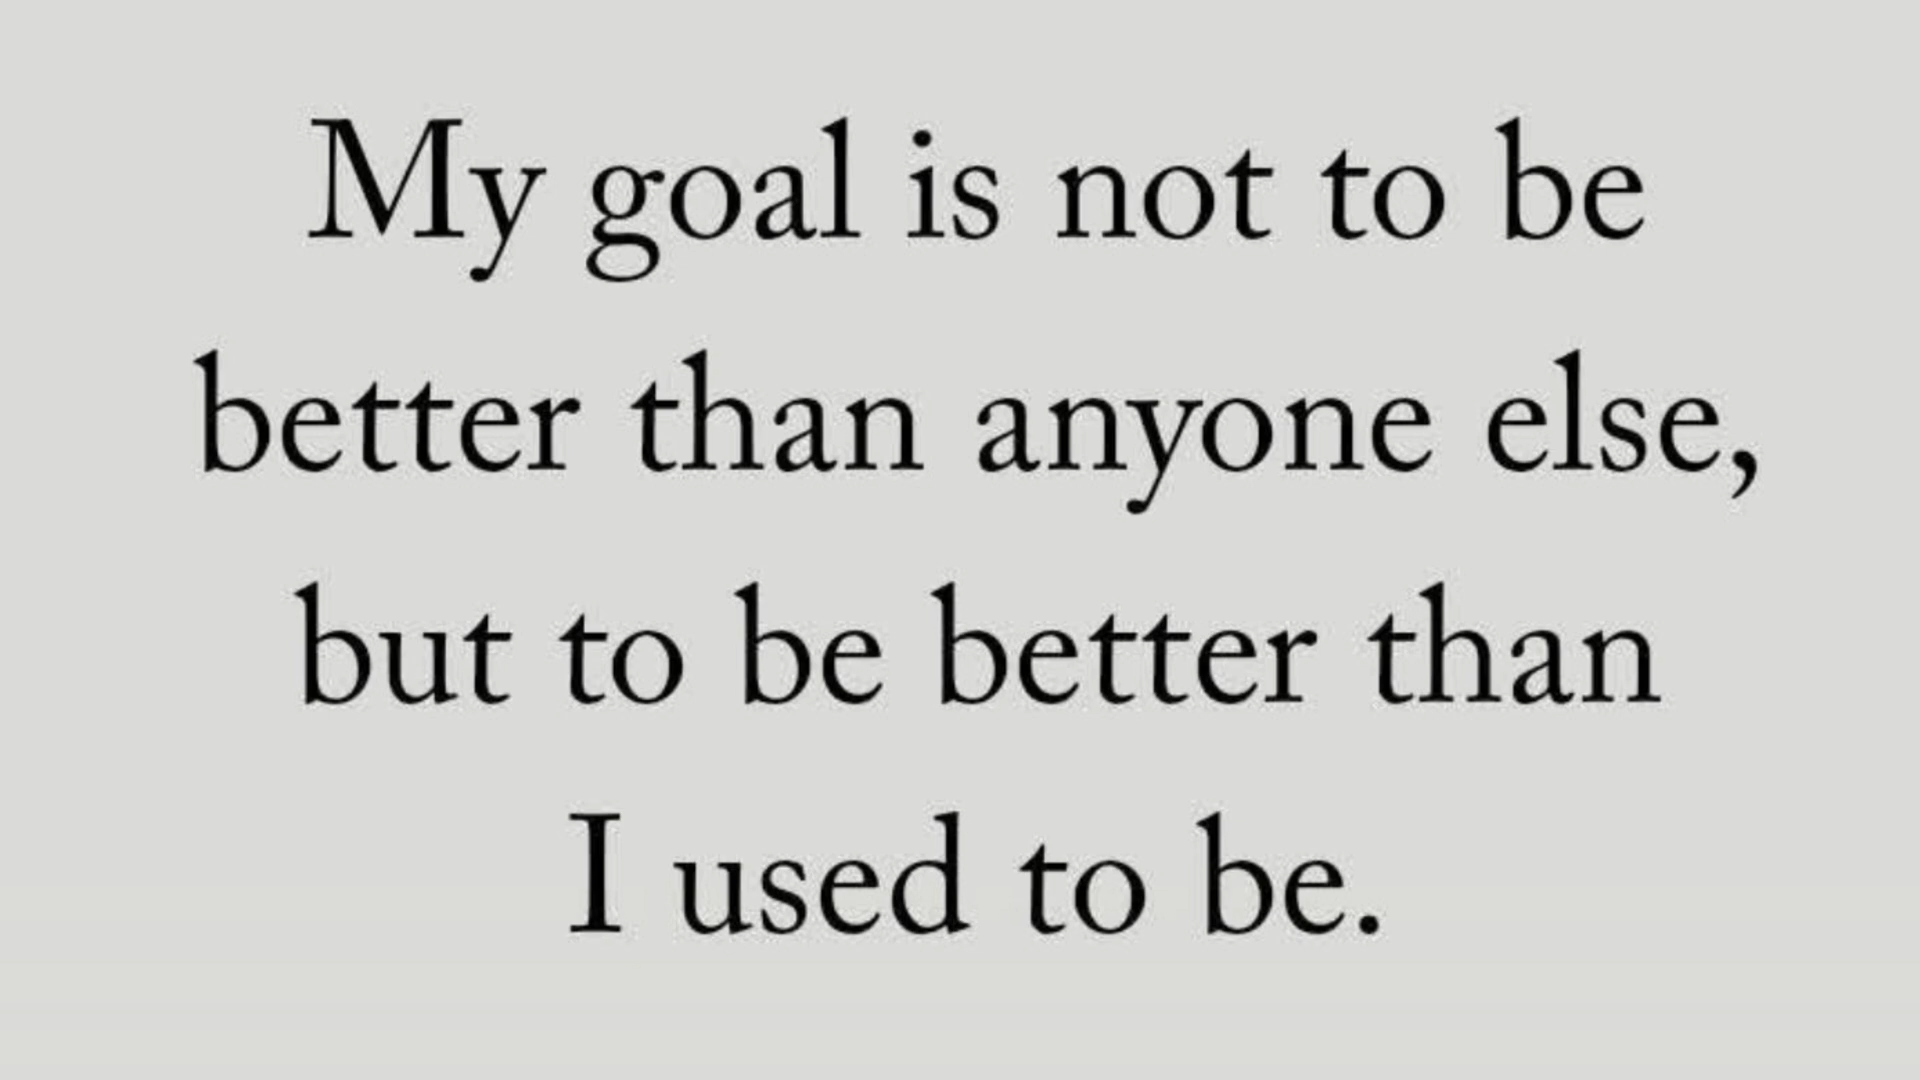 My goal is not to be
better than anyone else,
but to be better than
I used to be.